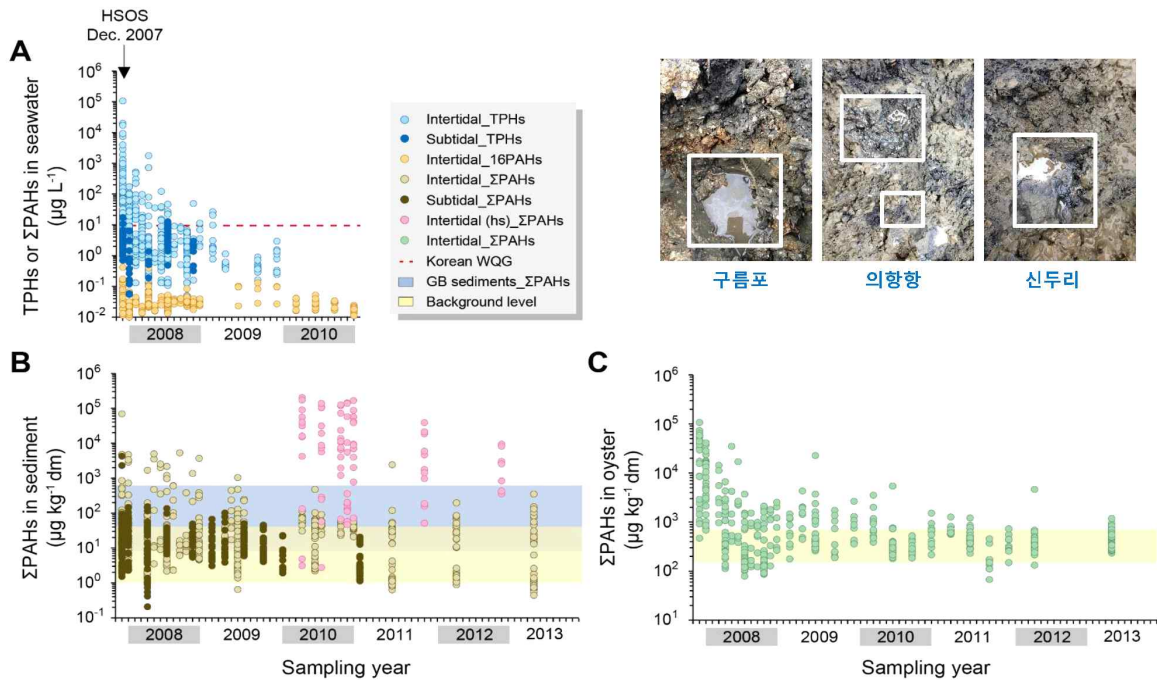 HSOS
Dec. 2007
A
TPHs or ΣPAHs in seawater
(µg L⁻¹)
10⁶
10⁵
10⁴
10³
10²
10¹
10⁰
10⁻¹
10⁻²
2008 2009 2010
Intertidal_TPHs
Subtidal_TPHs
Intertidal_16PAHs
Intertidal_ΣPAHs
Subtidal_ΣPAHs
Intertidal (hs)_ΣPAHs
Intertidal_ΣPAHs
Korean WQG
GB sediments_ΣPAHs
Background level
구름포 의항항 신두리
B
ΣPAHs in sediment
(µg kg⁻¹ dm)
10⁶
10⁵
10⁴
10³
10²
10¹
10⁰
10⁻¹
2008 2009 2010 2011 2012 2013
Sampling year
C
ΣPAHs in oyster
(µg kg⁻¹ dm)
10⁶
10⁵
10⁴
10³
10²
10¹
2008 2009 2010 2011 2012 2013
Sampling year